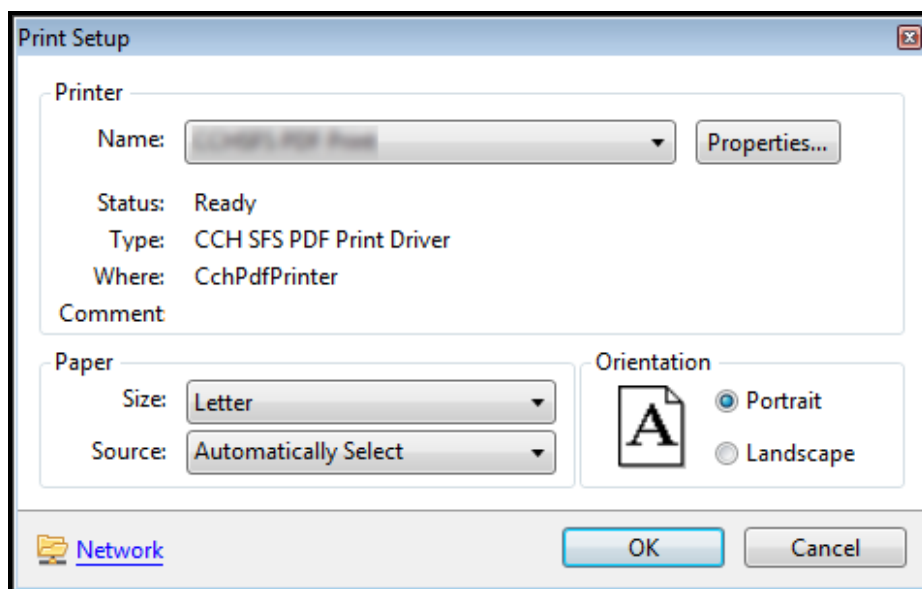 Print Setup
Printer
Name:
Properties...
Status: Ready
Type: CCH SFS PDF Print Driver
Where: CchPdfPrinter
Comment
Paper
Size: Letter
Source: Automatically Select
Orientation
A
Portrait
Landscape
Network
OK
Cancel